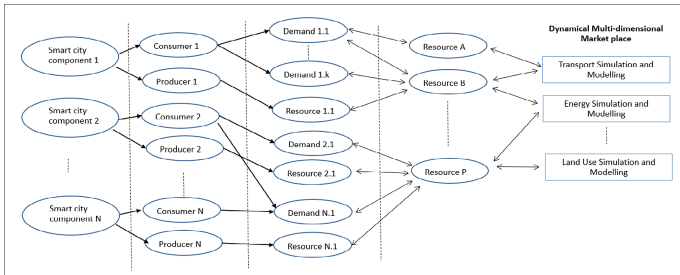 Dynamical Multi-dimensional
Market place
Smart city
component 1
Consumer 1
Producer 1
Demand 1.1
Demand 1.k
Resource 1.1
Resource A
Resource B
Transport Simulation and
Modelling
Smart city
component 2
Consumer 2
Producer 2
Demand 2.1
Resource 2.1
Energy Simulation and
Modelling
Resource P
Land Use Simulation and
Modelling
Smart city
component N
Consumer N
Producer N
Demand N.1
Resource N.1